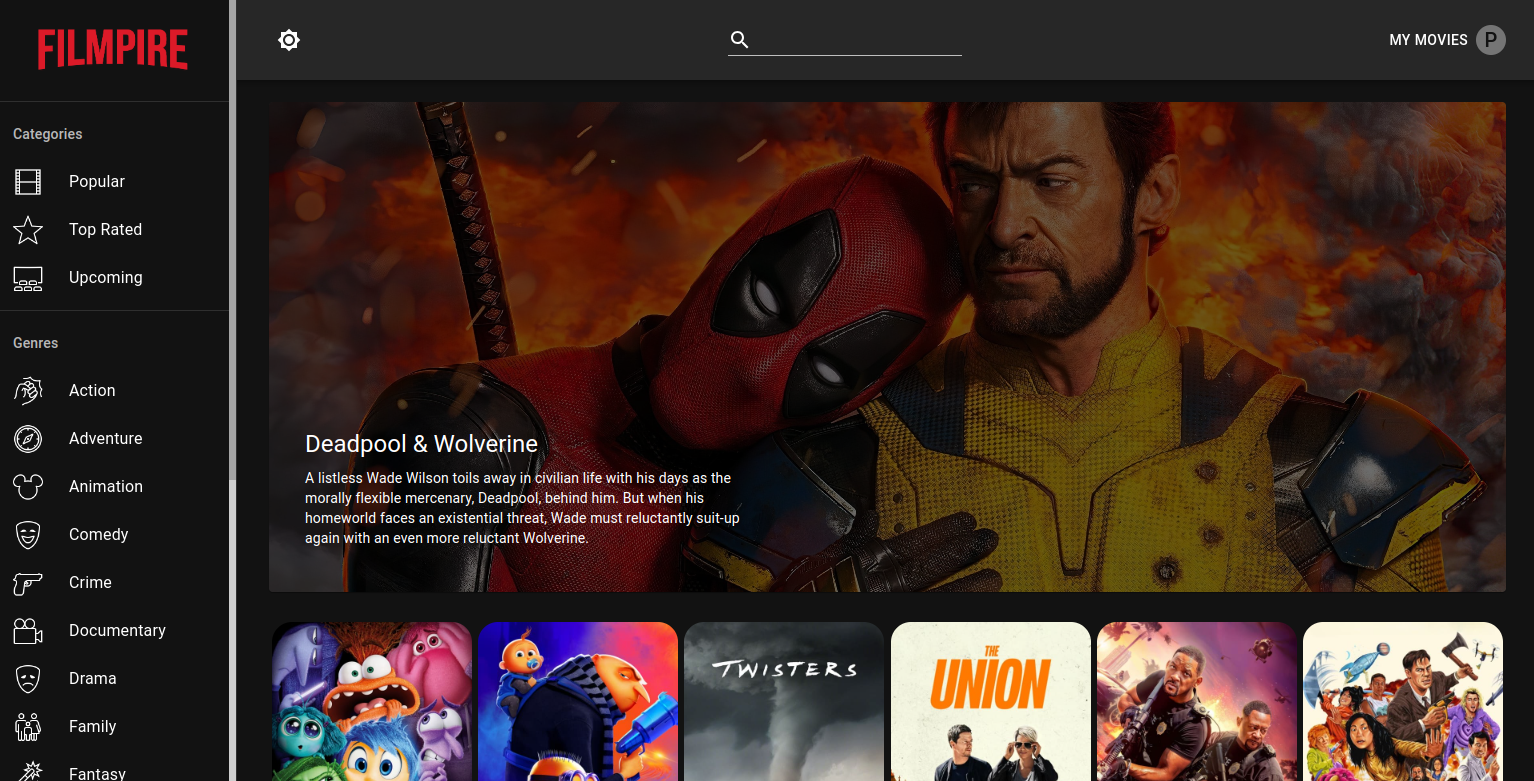 FILMPIRE
MY MOVIES P
Categories
Popular
Top Rated
Upcoming
Genres
Action
Adventure
Animation
Comedy
Crime
Documentary
Drama
Family
Fantasy
Deadpool & Wolverine
A listless Wade Wilson toils away in civilian life with his days as the
morally flexible mercenary, Deadpool, behind him. But when his
homeworld faces an existential threat, Wade must reluctantly suit-up
again with an even more reluctant Wolverine.
TWISTERS
THE
UNION